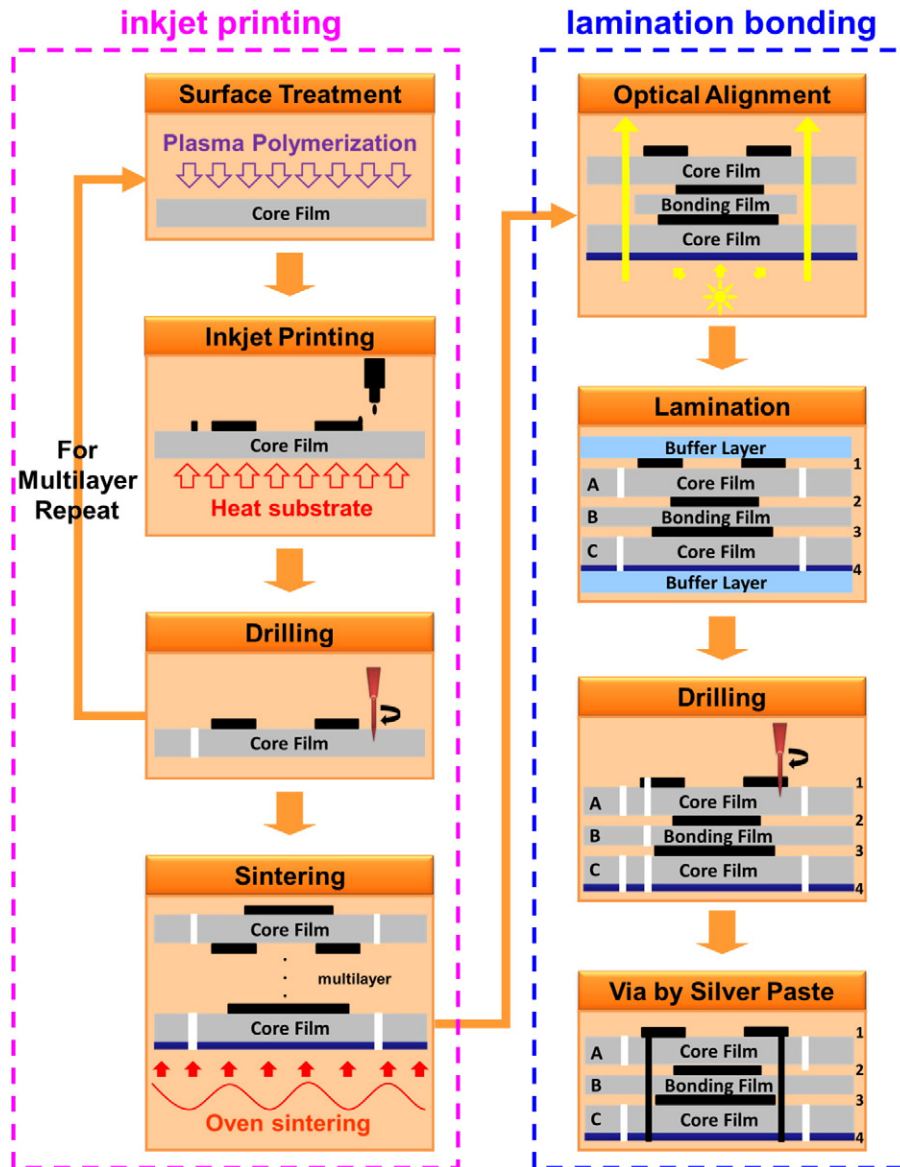 inkjet printing
Surface Treatment
Plasma Polymerization
Core Film
Inkjet Printing
Core Film
Heat substrate
For
Multilayer
Repeat
Drilling
Core Film
Sintering
Core Film
multilayer
Core Film
Oven sintering
lamination bonding
Optical Alignment
Core Film
Bonding Film
Core Film
Lamination
Buffer Layer
1
A Core Film
2
B Bonding Film
3
C Core Film
4
Buffer Layer
Drilling
1
A Core Film
2
B Bonding Film
3
C Core Film
4
Via by Silver Paste
1
A Core Film
2
B Bonding Film
3
C Core Film
4